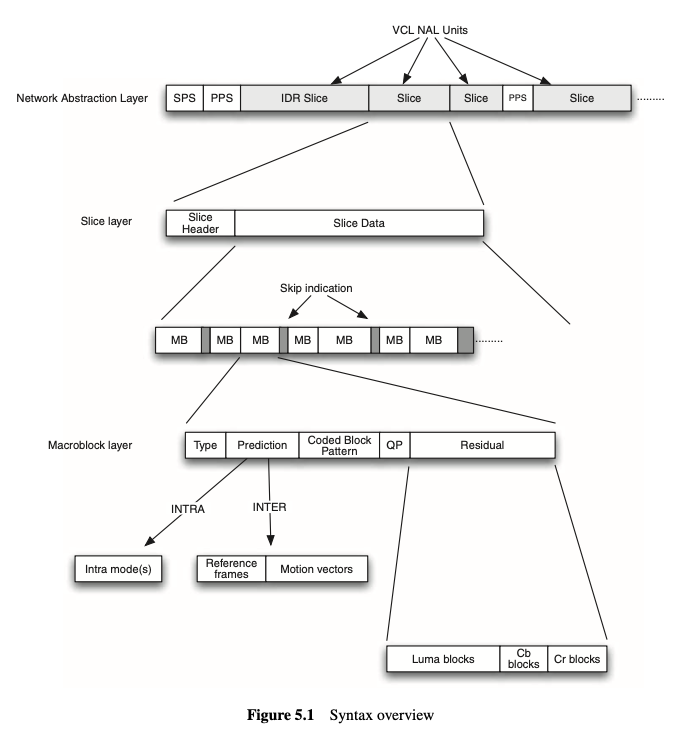 VCL NAL Units
Network Abstraction Layer
SPS
PPS
IDR Slice
Slice
Slice
PPS
Slice
.........
Slice layer
Slice
Header
Slice Data
Skip indication
MB
MB
MB
MB
MB
MB
MB
.........
Macroblock layer
Type
Prediction
Coded Block
Pattern
QP
Residual
INTRA
INTER
Intra mode(s)
Reference
frames
Motion vectors
Luma blocks
Cb
blocks
Cr blocks
Figure 5.1 Syntax overview